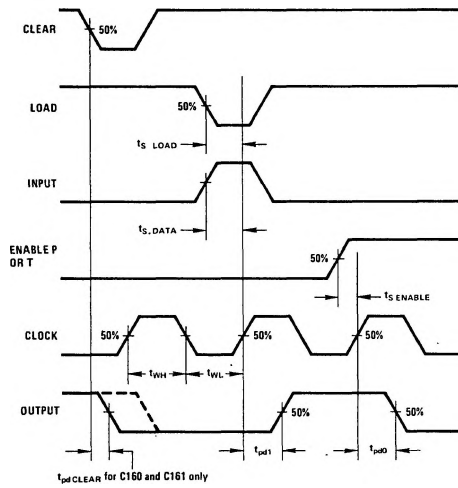 CLEAR
50%
LOAD
50%
tS LOAD
INPUT
tS, DATA
ENABLE P
OR T
50%
tS ENABLE
CLOCK
50%
50%
50%
tWH
tWL
OUTPUT
50%
50%
50%
tpd CLEAR for C160 and C161 only
tpd1
tpd0